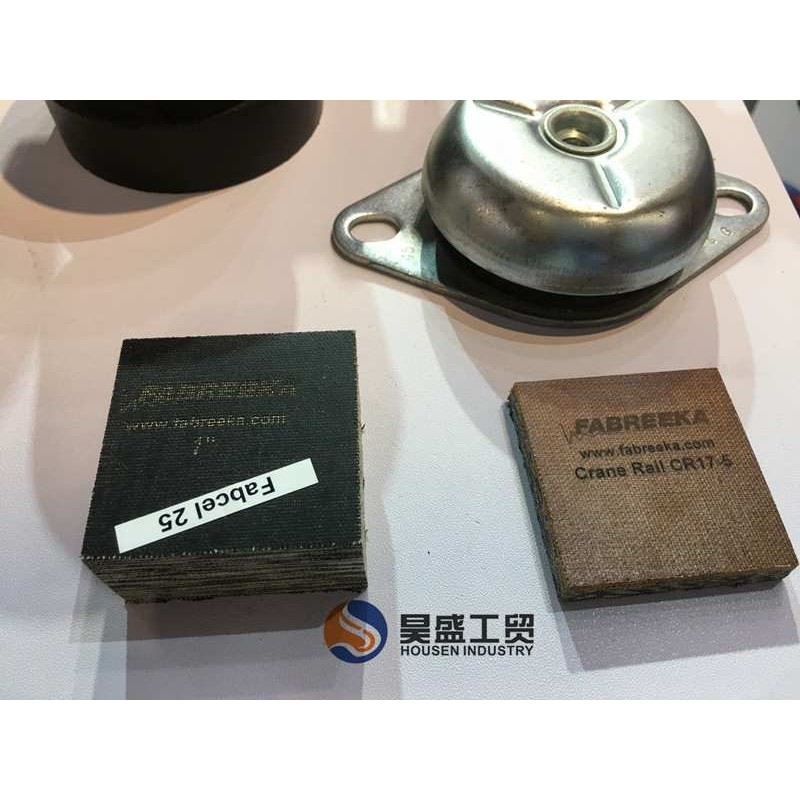 FABREEKA
www.fabreeka.com
1"
Fabcel 25
FABREEKA
www.fabreeka.com
Crane Rail CR17-5
昊盛工贸
HOUSEN INDUSTRY